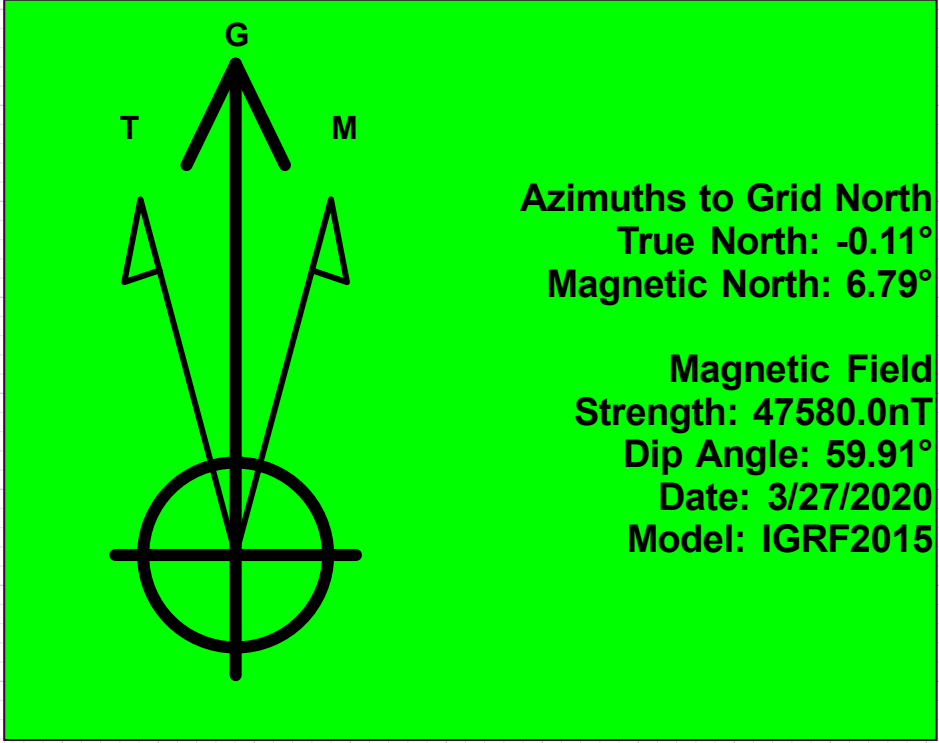 G
T M
Azimuths to Grid North
True North: -0.11°
Magnetic North: 6.79°
Magnetic Field
Strength: 47580.0nT
Dip Angle: 59.91°
Date: 3/27/2020
Model: IGRF2015